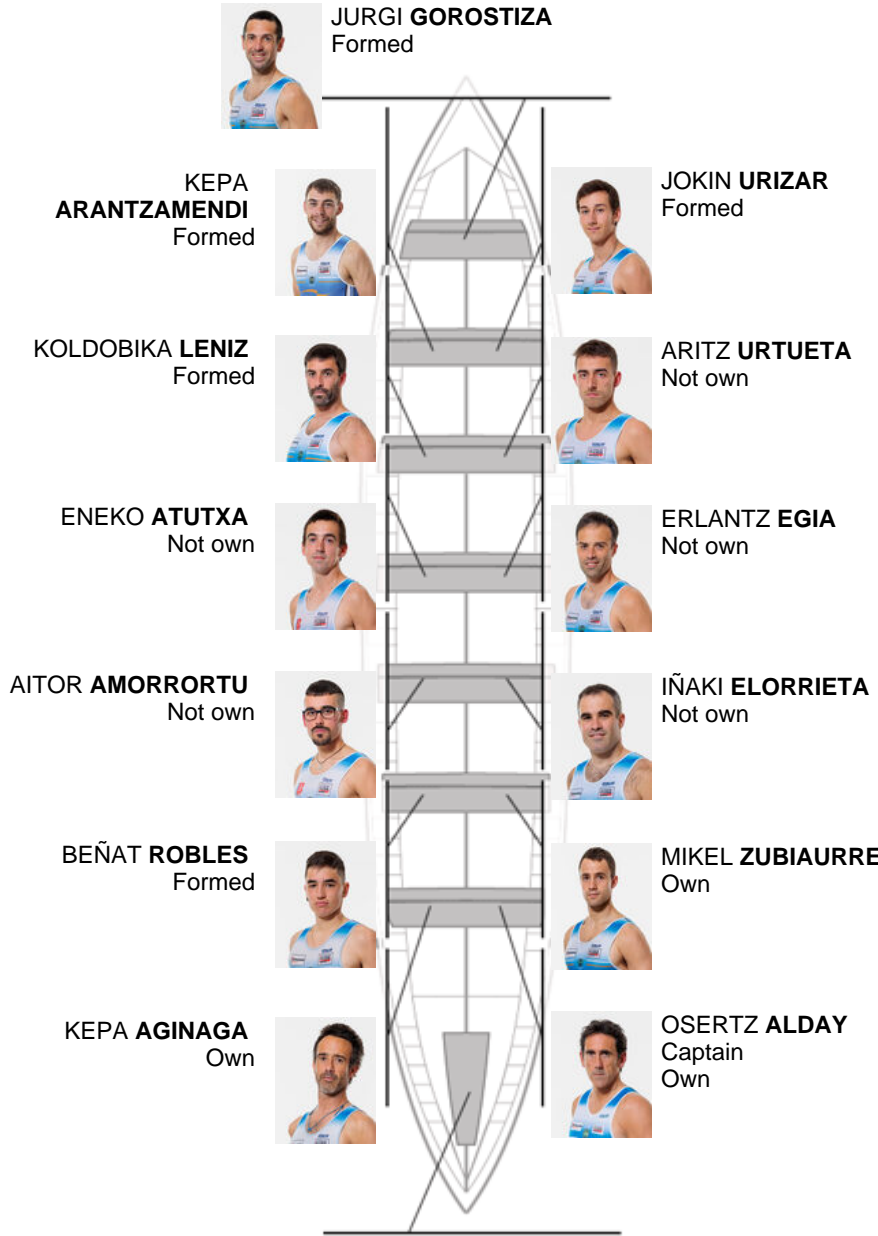 JURGI GOROSTIZA
Formed
KEPA
ARANTZAMENDI
Formed
JOKIN URIZAR
Formed
KOLDOBIKA LENIZ
Formed
ARITZ URTUETA
Not own
ENEKO ATUTXA
Not own
ERLANTZ EGIA
Not own
AITOR AMORRORTU
Not own
IÑAKI ELORRIETA
Not own
BEÑAT ROBLES
Formed
MIKEL ZUBIAURRE
Own
KEPA AGINAGA
Own
OSERTZ ALDAY
Captain
Own